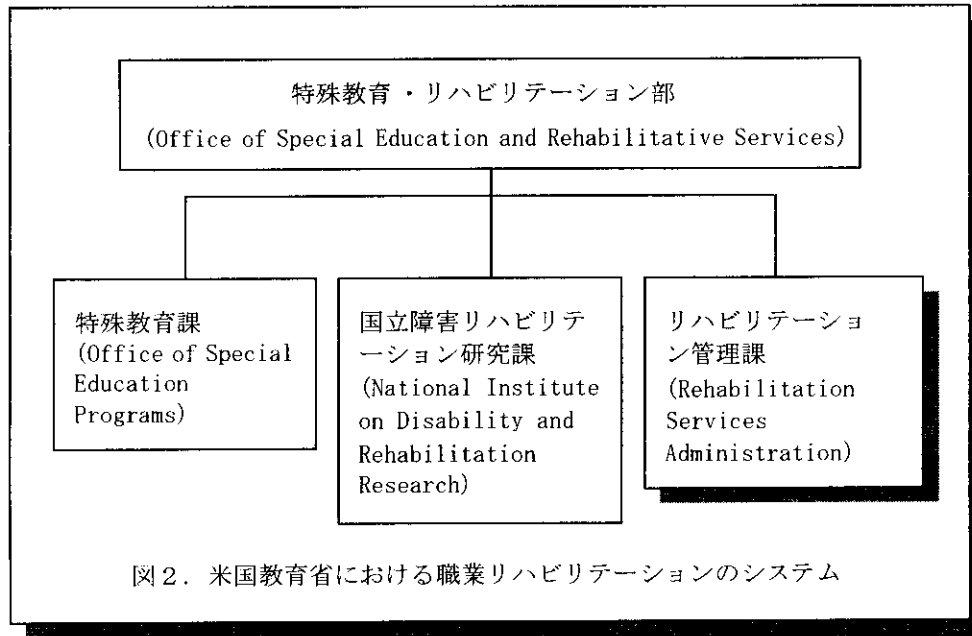 特殊教育・リハビリテーション部
(Office of Special Education and Rehabilitative Services)
特殊教育課
(Office of Special
Education
Programs)
国立障害リハビリテ
ーション研究課
(National Institute
on Disability and
Rehabilitation
Research)
リハビリテーショ
ン管理課
(Rehabilitation
Services
Administration)
図2．米国教育省における職業リハビリテーションのシステム